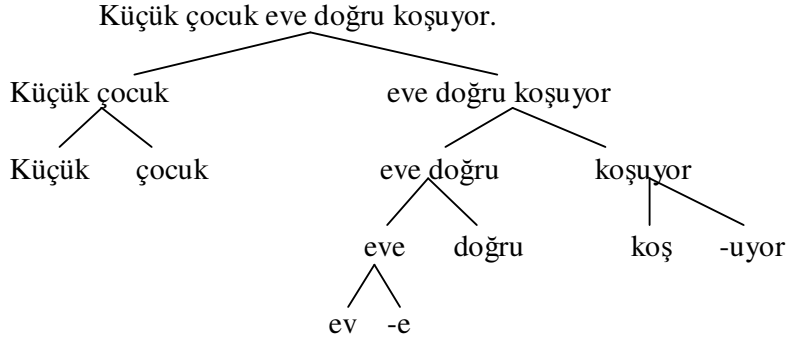 Küçük çocuk eve doğru koşuyor.
Küçük çocuk eve doğru koşuyor
Küçük çocuk eve doğru koşuyor
eve doğru koş -uyor
ev -e